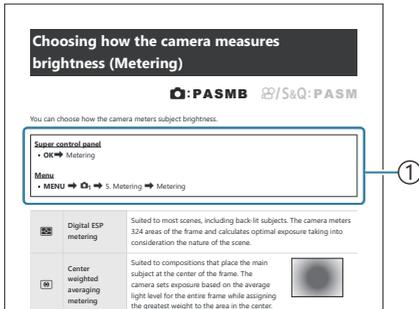 Choosing how the camera measures
brightness (Metering)
: PASMB /S&Q: PASM
You can choose how the camera meters subject brightness.
Super control panel
• OK ➡ Metering
Menu
• MENU ➡ 1 ➡ 5. Metering ➡ Metering
1
Digital ESP
metering
Suited to most scenes, including back-lit subjects. The camera meters
324 areas of the frame and calculates optimal exposure taking into
consideration the nature of the scene.
Center
weighted
averaging
metering
Suited to compositions that place the main
subject at the center of the frame. The
camera sets exposure based on the average
light level for the entire frame while assigning
the greatest weight to the area in the center.